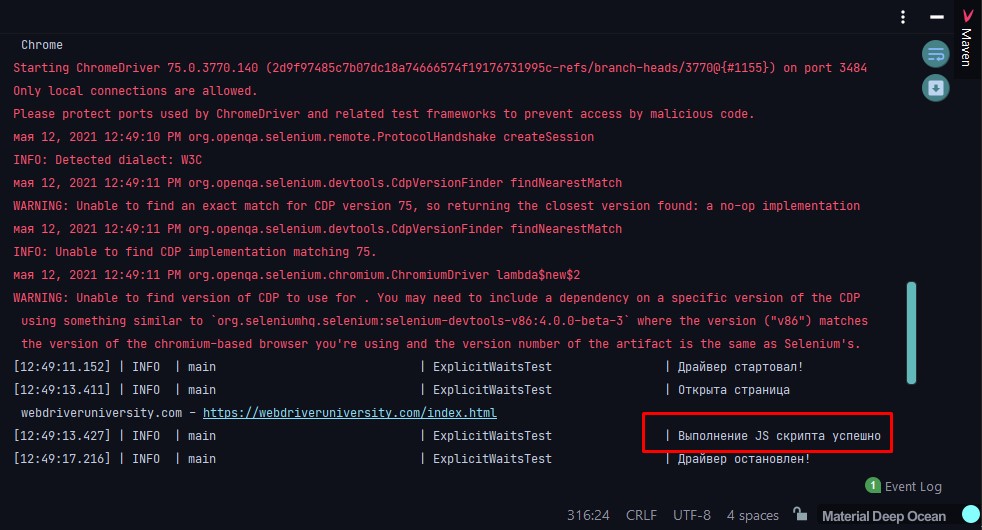 Maven
Chrome
Starting ChromeDriver 75.0.3770.140 (2d9f97485c7b07dc18a74666574f19176731995c-refs/branch-heads/3770@{#1155}) on port 3484
Only local connections are allowed.
Please protect ports used by ChromeDriver and related test frameworks to prevent access by malicious code.
мая 12, 2021 12:49:10 PM org.openqa.selenium.remote.ProtocolHandshake createSession
INFO: Detected dialect: W3C
мая 12, 2021 12:49:11 PM org.openqa.selenium.devtools.CdpVersionFinder findNearestMatch
WARNING: Unable to find an exact match for CDP version 75, so returning the closest version found: a no-op implementation
мая 12, 2021 12:49:11 PM org.openqa.selenium.devtools.CdpVersionFinder findNearestMatch
INFO: Unable to find CDP implementation matching 75.
мая 12, 2021 12:49:11 PM org.openqa.selenium.chromium.ChromiumDriver lambda$new$2
WARNING: Unable to find version of CDP to use for . You may need to include a dependency on a specific version of the CDP
using something similar to `org.seleniumhq.selenium:selenium-devtools-v86:4.0.0-beta-3` where the version ("v86") matches
the version of the chromium-based browser you're using and the version number of the artifact is the same as Selenium's.
[12:49:11.152] | INFO | main | ExplicitWaitsTest | Драйвер стартовал!
[12:49:13.411] | INFO | main | ExplicitWaitsTest | Открыта страница
webdriveruniversity.com - https://webdriveruniversity.com/index.html
[12:49:13.427] | INFO | main | ExplicitWaitsTest | Выполнение JS скрипта успешно
[12:49:17.216] | INFO | main | ExplicitWaitsTest | Драйвер остановлен!
1 Event Log
316:24 CRLF UTF-8 4 spaces Material Deep Ocean